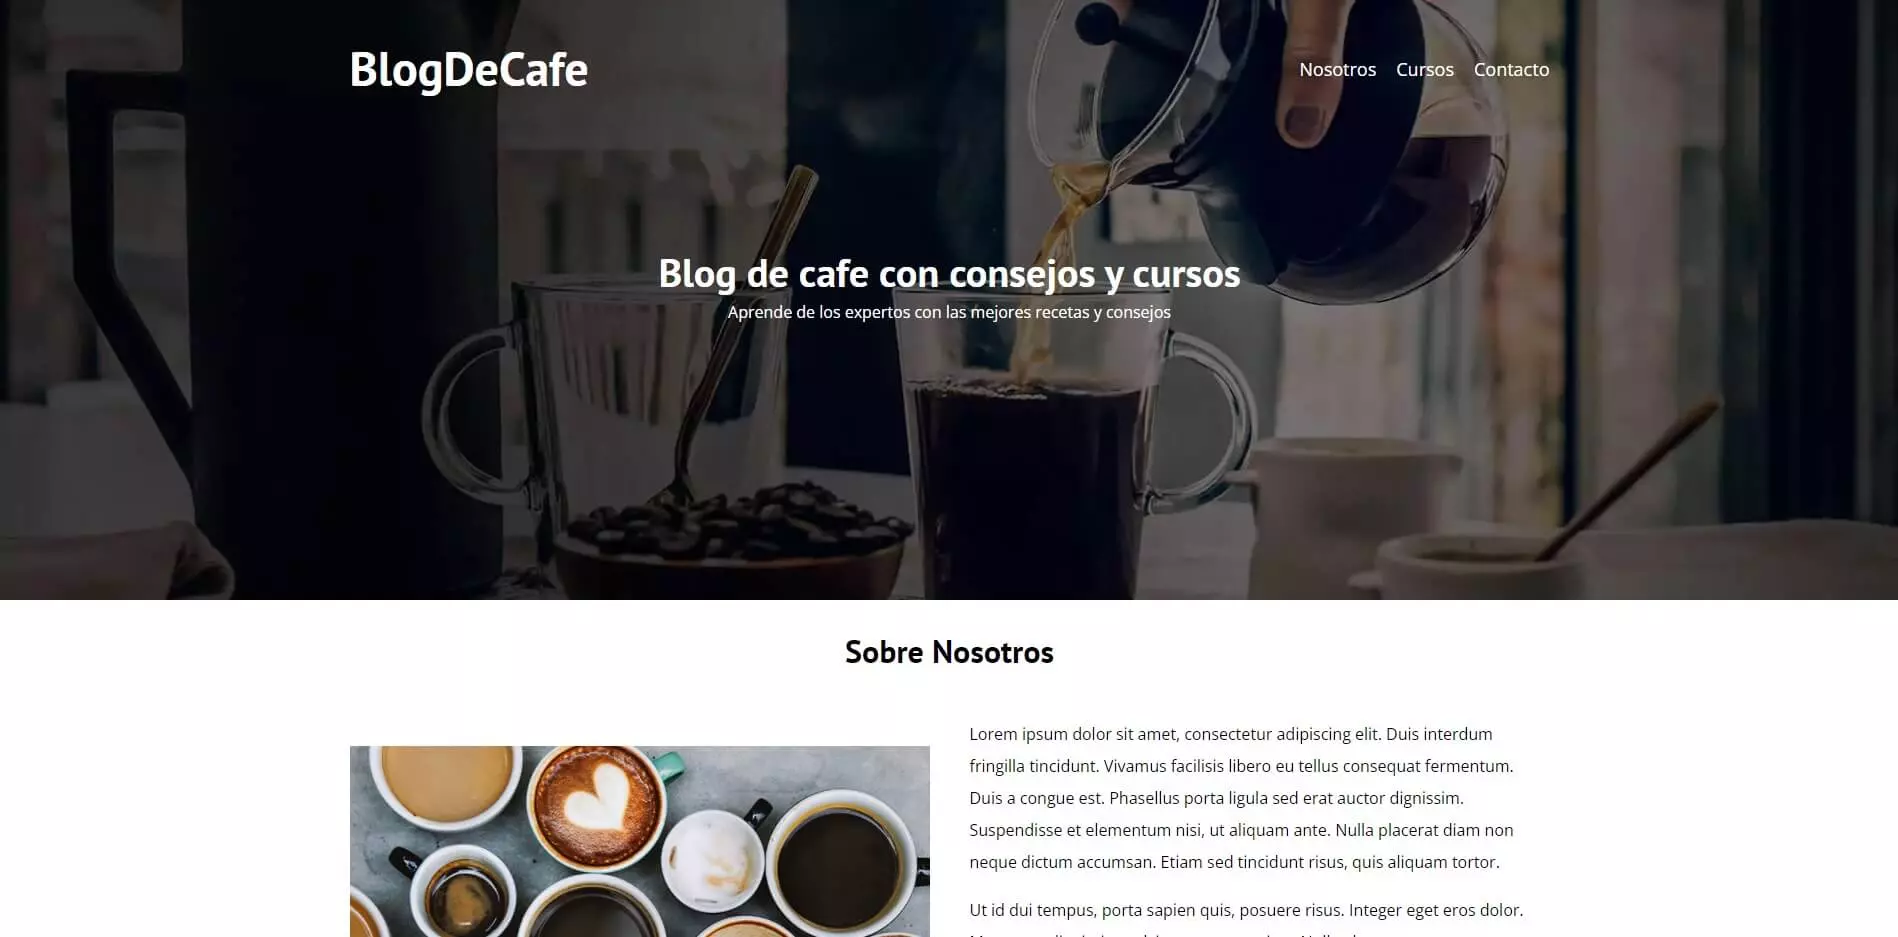 BlogDeCafe
Nosotros Cursos Contacto
Blog de cafe con consejos y cursos
Aprende de los expertos con las mejores recetas y consejos
Sobre Nosotros
Lorem ipsum dolor sit amet, consectetur adipiscing elit. Duis interdum
fringilla tincidunt. Vivamus facilisis libero eu tellus consequat fermentum.
Duis a congue est. Phasellus porta ligula sed erat auctor dignissim.
Suspendisse et elementum nisi, ut aliquam ante. Nulla placerat diam non
neque dictum accumsan. Etiam sed tincidunt risus, quis aliquam tortor.
Ut id dui tempus, porta sapien quis, posuere risus. Integer eget eros dolor.